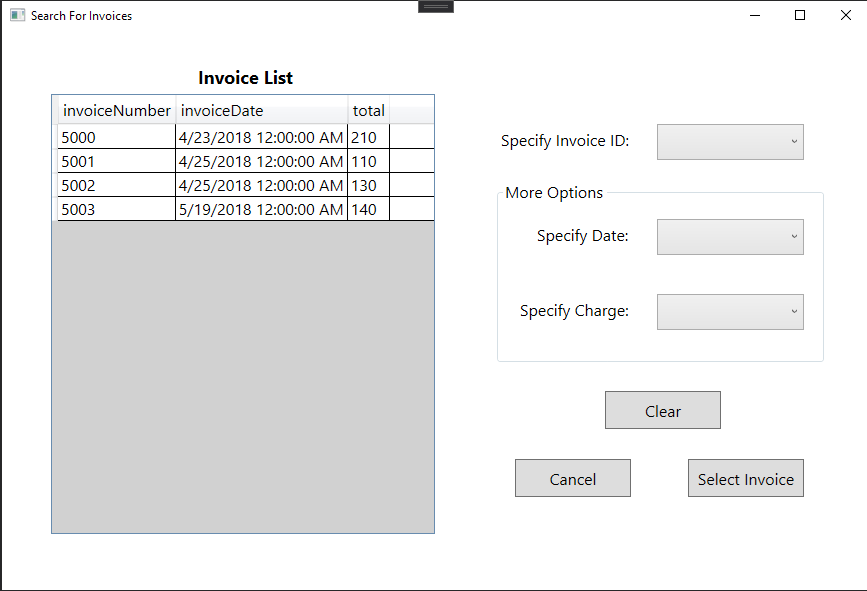 Search For Invoices
Invoice List
invoiceNumber invoiceDate total
5000 4/23/2018 12:00:00 AM 210
5001 4/25/2018 12:00:00 AM 110
5002 4/25/2018 12:00:00 AM 130
5003 5/19/2018 12:00:00 AM 140
Specify Invoice ID:
More Options
Specify Date:
Specify Charge:
Clear
Cancel Select Invoice